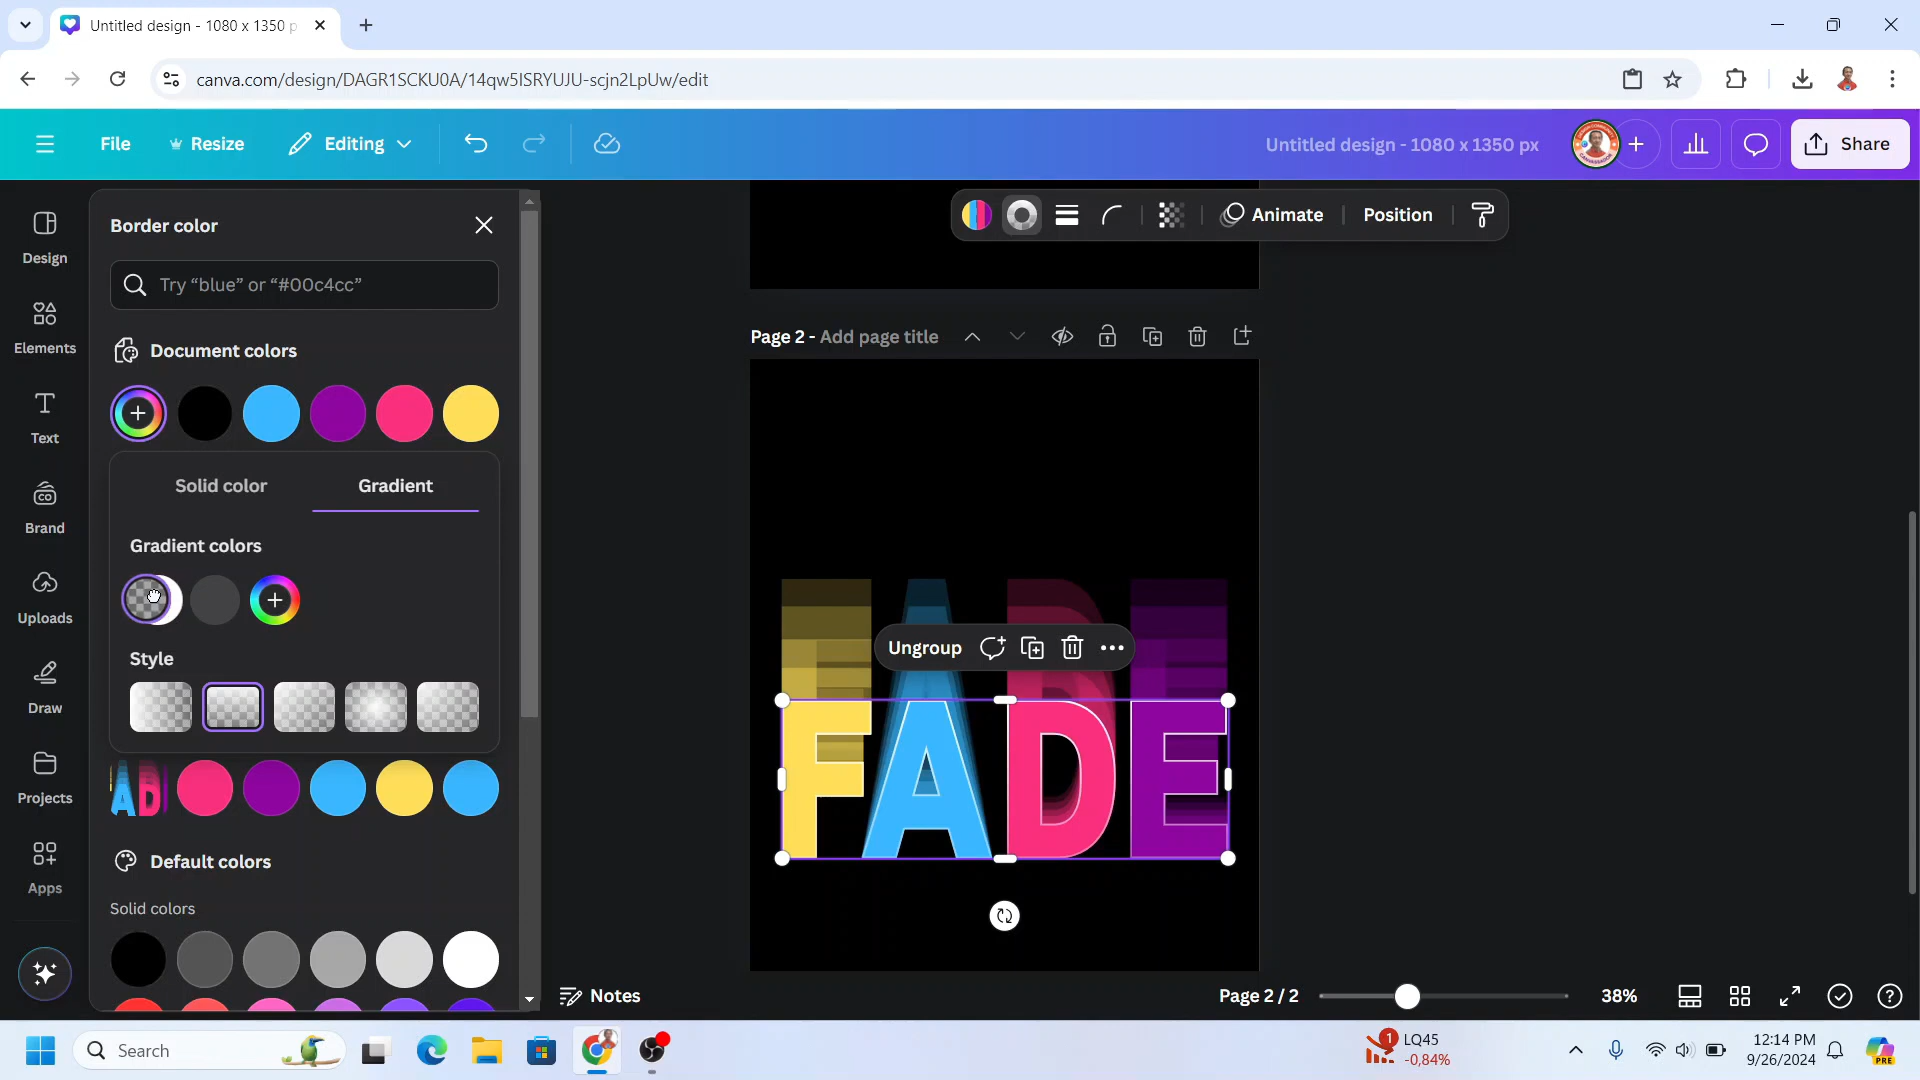 Untitled design - 1080 x 1350 p
canva.com/design/DAGR1SCKU0A/14qw5ISRYUJU-scjn2LpUw/edit
File
Resize
Editing
Untitled design - 1080 x 1350 px
Share
Design
Elements
Text
Brand
Uploads
Draw
Projects
Apps
Border color
Try “blue” or “#00c4cc”
Document colors
Solid color
Gradient
Gradient colors
Style
AD
Default colors
Solid colors
Animate
Position
Page 2 - Add page title
Ungroup
FADE
Notes
Page 2 / 2
38%
Search
1
LQ45
-0,84%
12:14 PM
9/26/2024
PRE